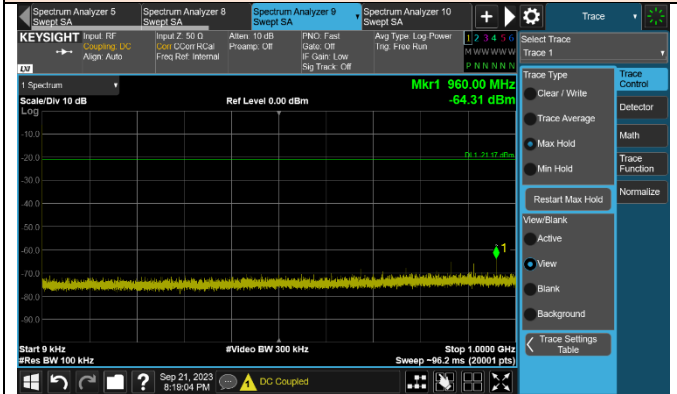 Spectrum Analyzer 5
Swept SA
Spectrum Analyzer 8
Swept SA
Spectrum Analyzer 9
Swept SA
Spectrum Analyzer 10
Swept SA
Trace
KEYSIGHT
Input: RF
Coupling: DC
Align: Auto
Input Z: 50 Ω
Corr CCorr RCal
Freq Ref: Internal
Atten: 10 dB
Preamp: Off
PNO: Fast
Gate: Off
IF Gain: Low
Sig Track: Off
Avg Type: Log-Power
Trig: Free Run
1 2 3 4 5 6
M W W W W W
P N N N N N
LXI
1 Spectrum
Scale/Div 10 dB
Log
Ref Level 0.00 dBm
Mkr1 960.00 MHz
-64.31 dBm
-10.0
-20.0
-30.0
-40.0
-50.0
-60.0
-70.0
-80.0
-90.0
DL1 -21.17 dBm
1
Start 9 kHz
#Res BW 100 kHz
#Video BW 300 kHz
Stop 1.0000 GHz
Sweep ~96.2 ms (20001 pts)
Select Trace
Trace 1
Trace Type
Clear / Write
Trace Average
Max Hold
Min Hold
Restart Max Hold
View/Blank
Active
View
Blank
Background
Trace Settings
Table
Trace
Control
Detector
Math
Trace
Function
Normalize
?
Sep 21, 2023
8:19:04 PM
DC Coupled